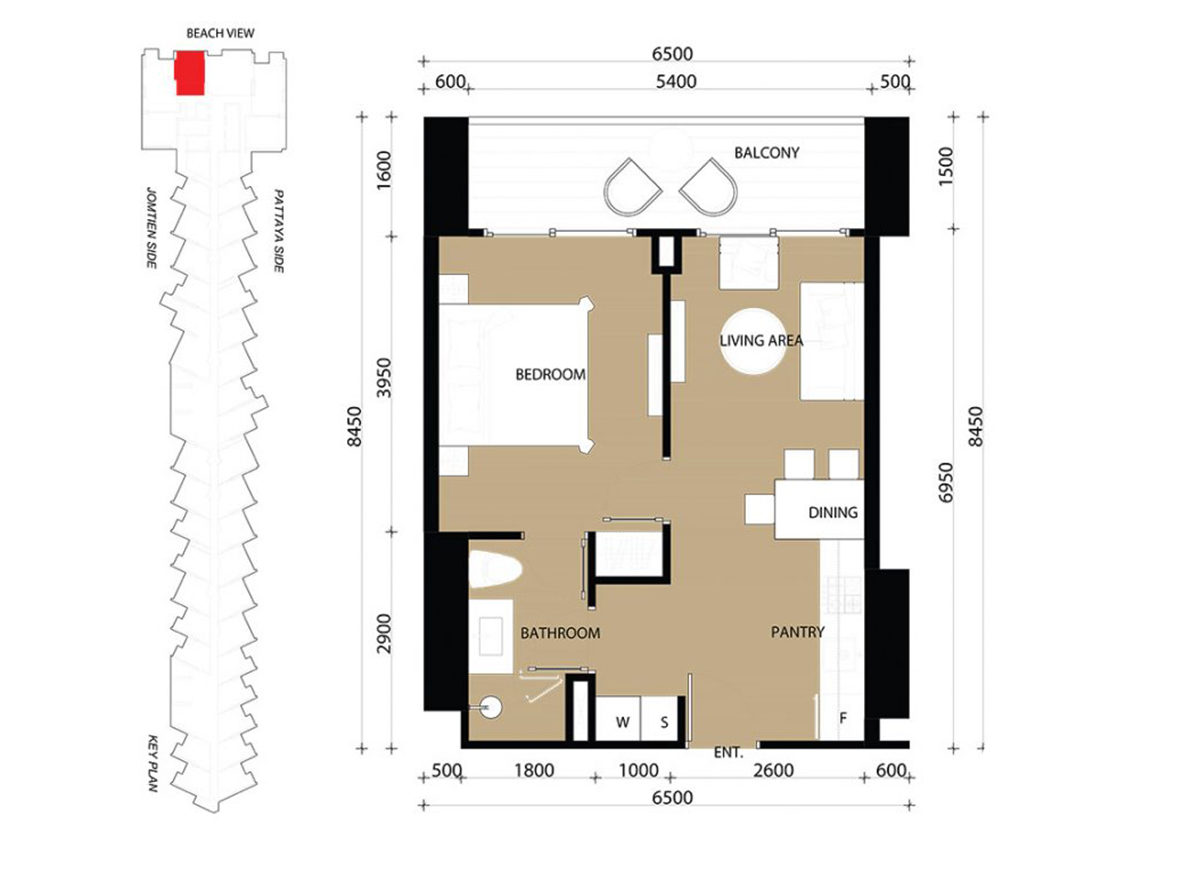 BEACH VIEW
JOMTIEN SIDE
PATTAYA SIDE
KEY PLAN
6500
600
5400
500
1600
3950
2900
8450
1500
6950
8450
BALCONY
LIVING AREA
BEDROOM
DINING
BATHROOM
PANTRY
W
S
F
ENT.
500
1800
1000
2600
600
6500